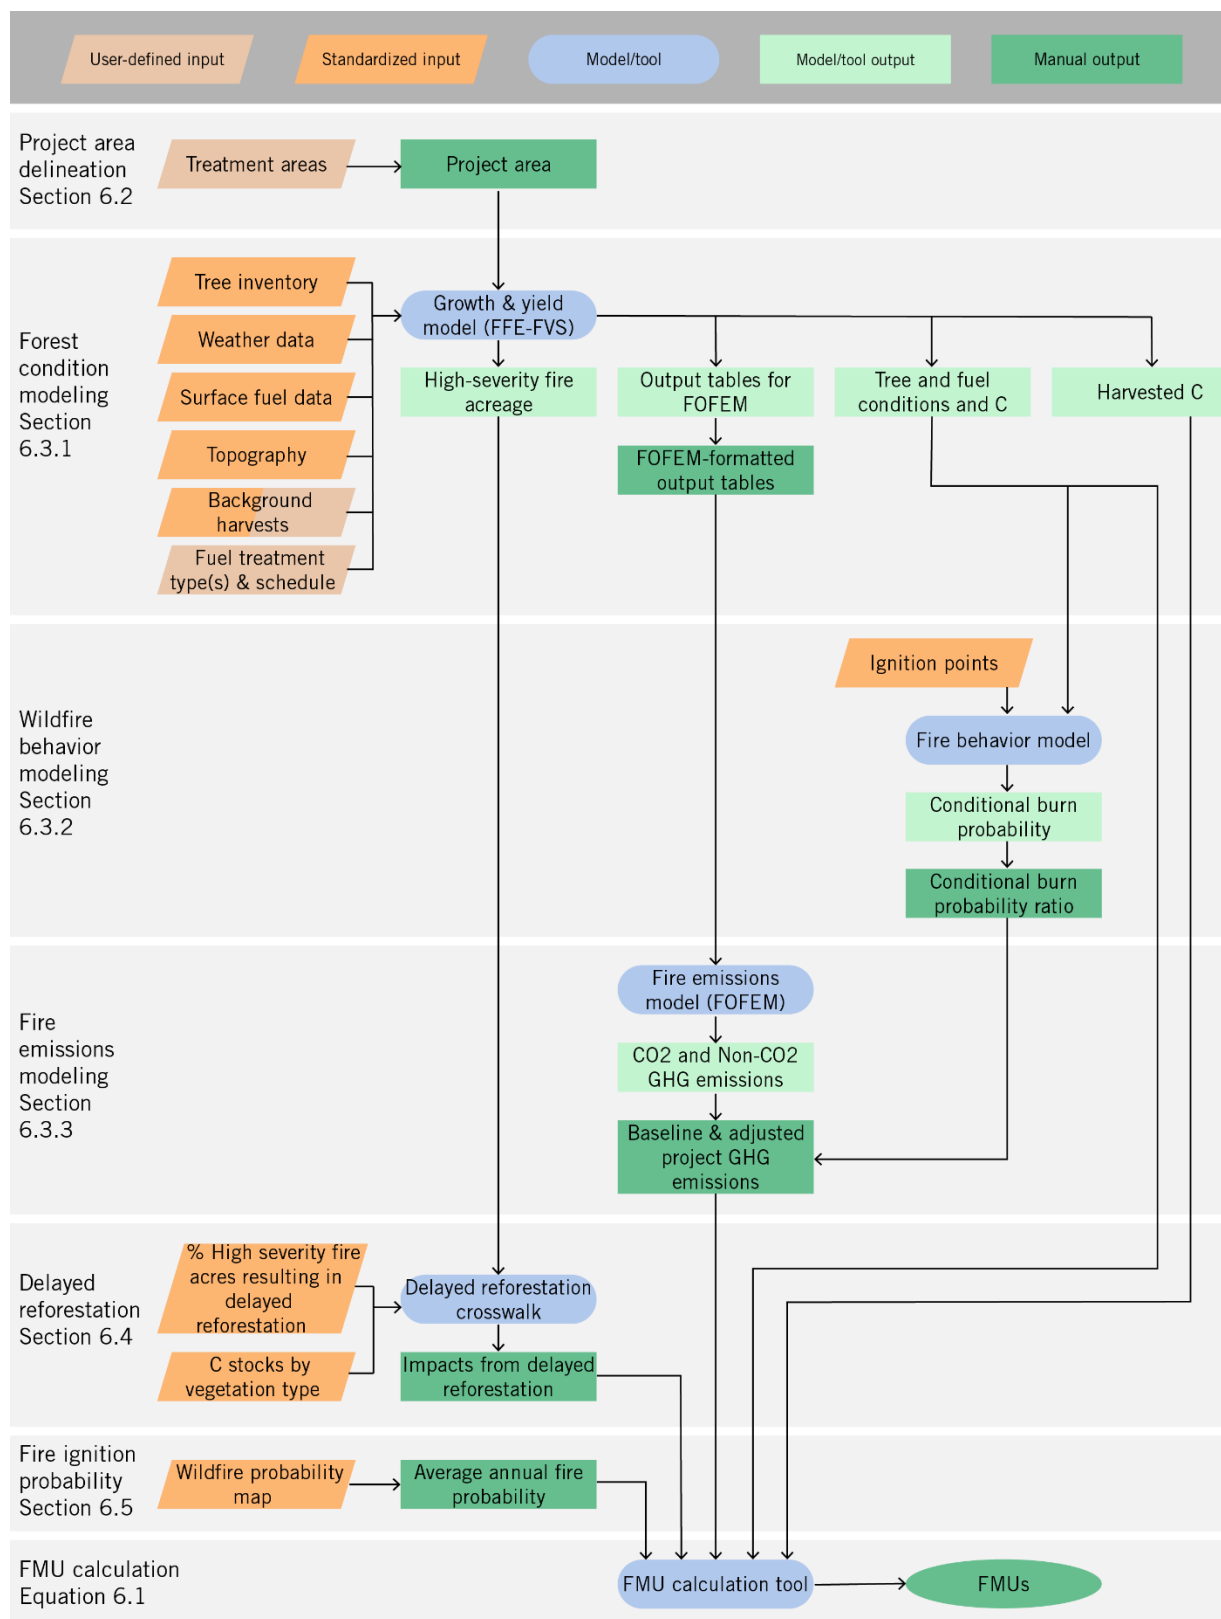 User-defined input
Standardized input
Model/tool
Model/tool output
Manual output
Project area
delineation
Section 6.2
Treatment areas
Project area
Forest
condition
modeling
Section
6.3.1
Tree inventory
Weather data
Surface fuel data
Topography
Background
harvests
Fuel treatment
type(s) & schedule
Growth & yield
model (FFE-FVS)
High-severity fire
acreage
Output tables for
FOFEM
Tree and fuel
conditions and C
Harvested C
FOFEM-formatted
output tables
Wildfire
behavior
modeling
Section
6.3.2
Ignition points
Fire behavior model
Conditional burn
probability
Conditional burn
probability ratio
Fire
emissions
modeling
Section
6.3.3
Fire emissions
model (FOFEM)
CO2 and Non-CO2
GHG emissions
Baseline & adjusted
project GHG
emissions
Delayed
reforestation
Section 6.4
% High severity fire
acres resulting in
delayed
reforestation
C stocks by
vegetation type
Delayed reforestation
crosswalk
Impacts from delayed
reforestation
Fire ignition
probability
Section 6.5
Wildfire probability
map
Average annual fire
probability
FMU calculation
Equation 6.1
FMU calculation tool
FMUs